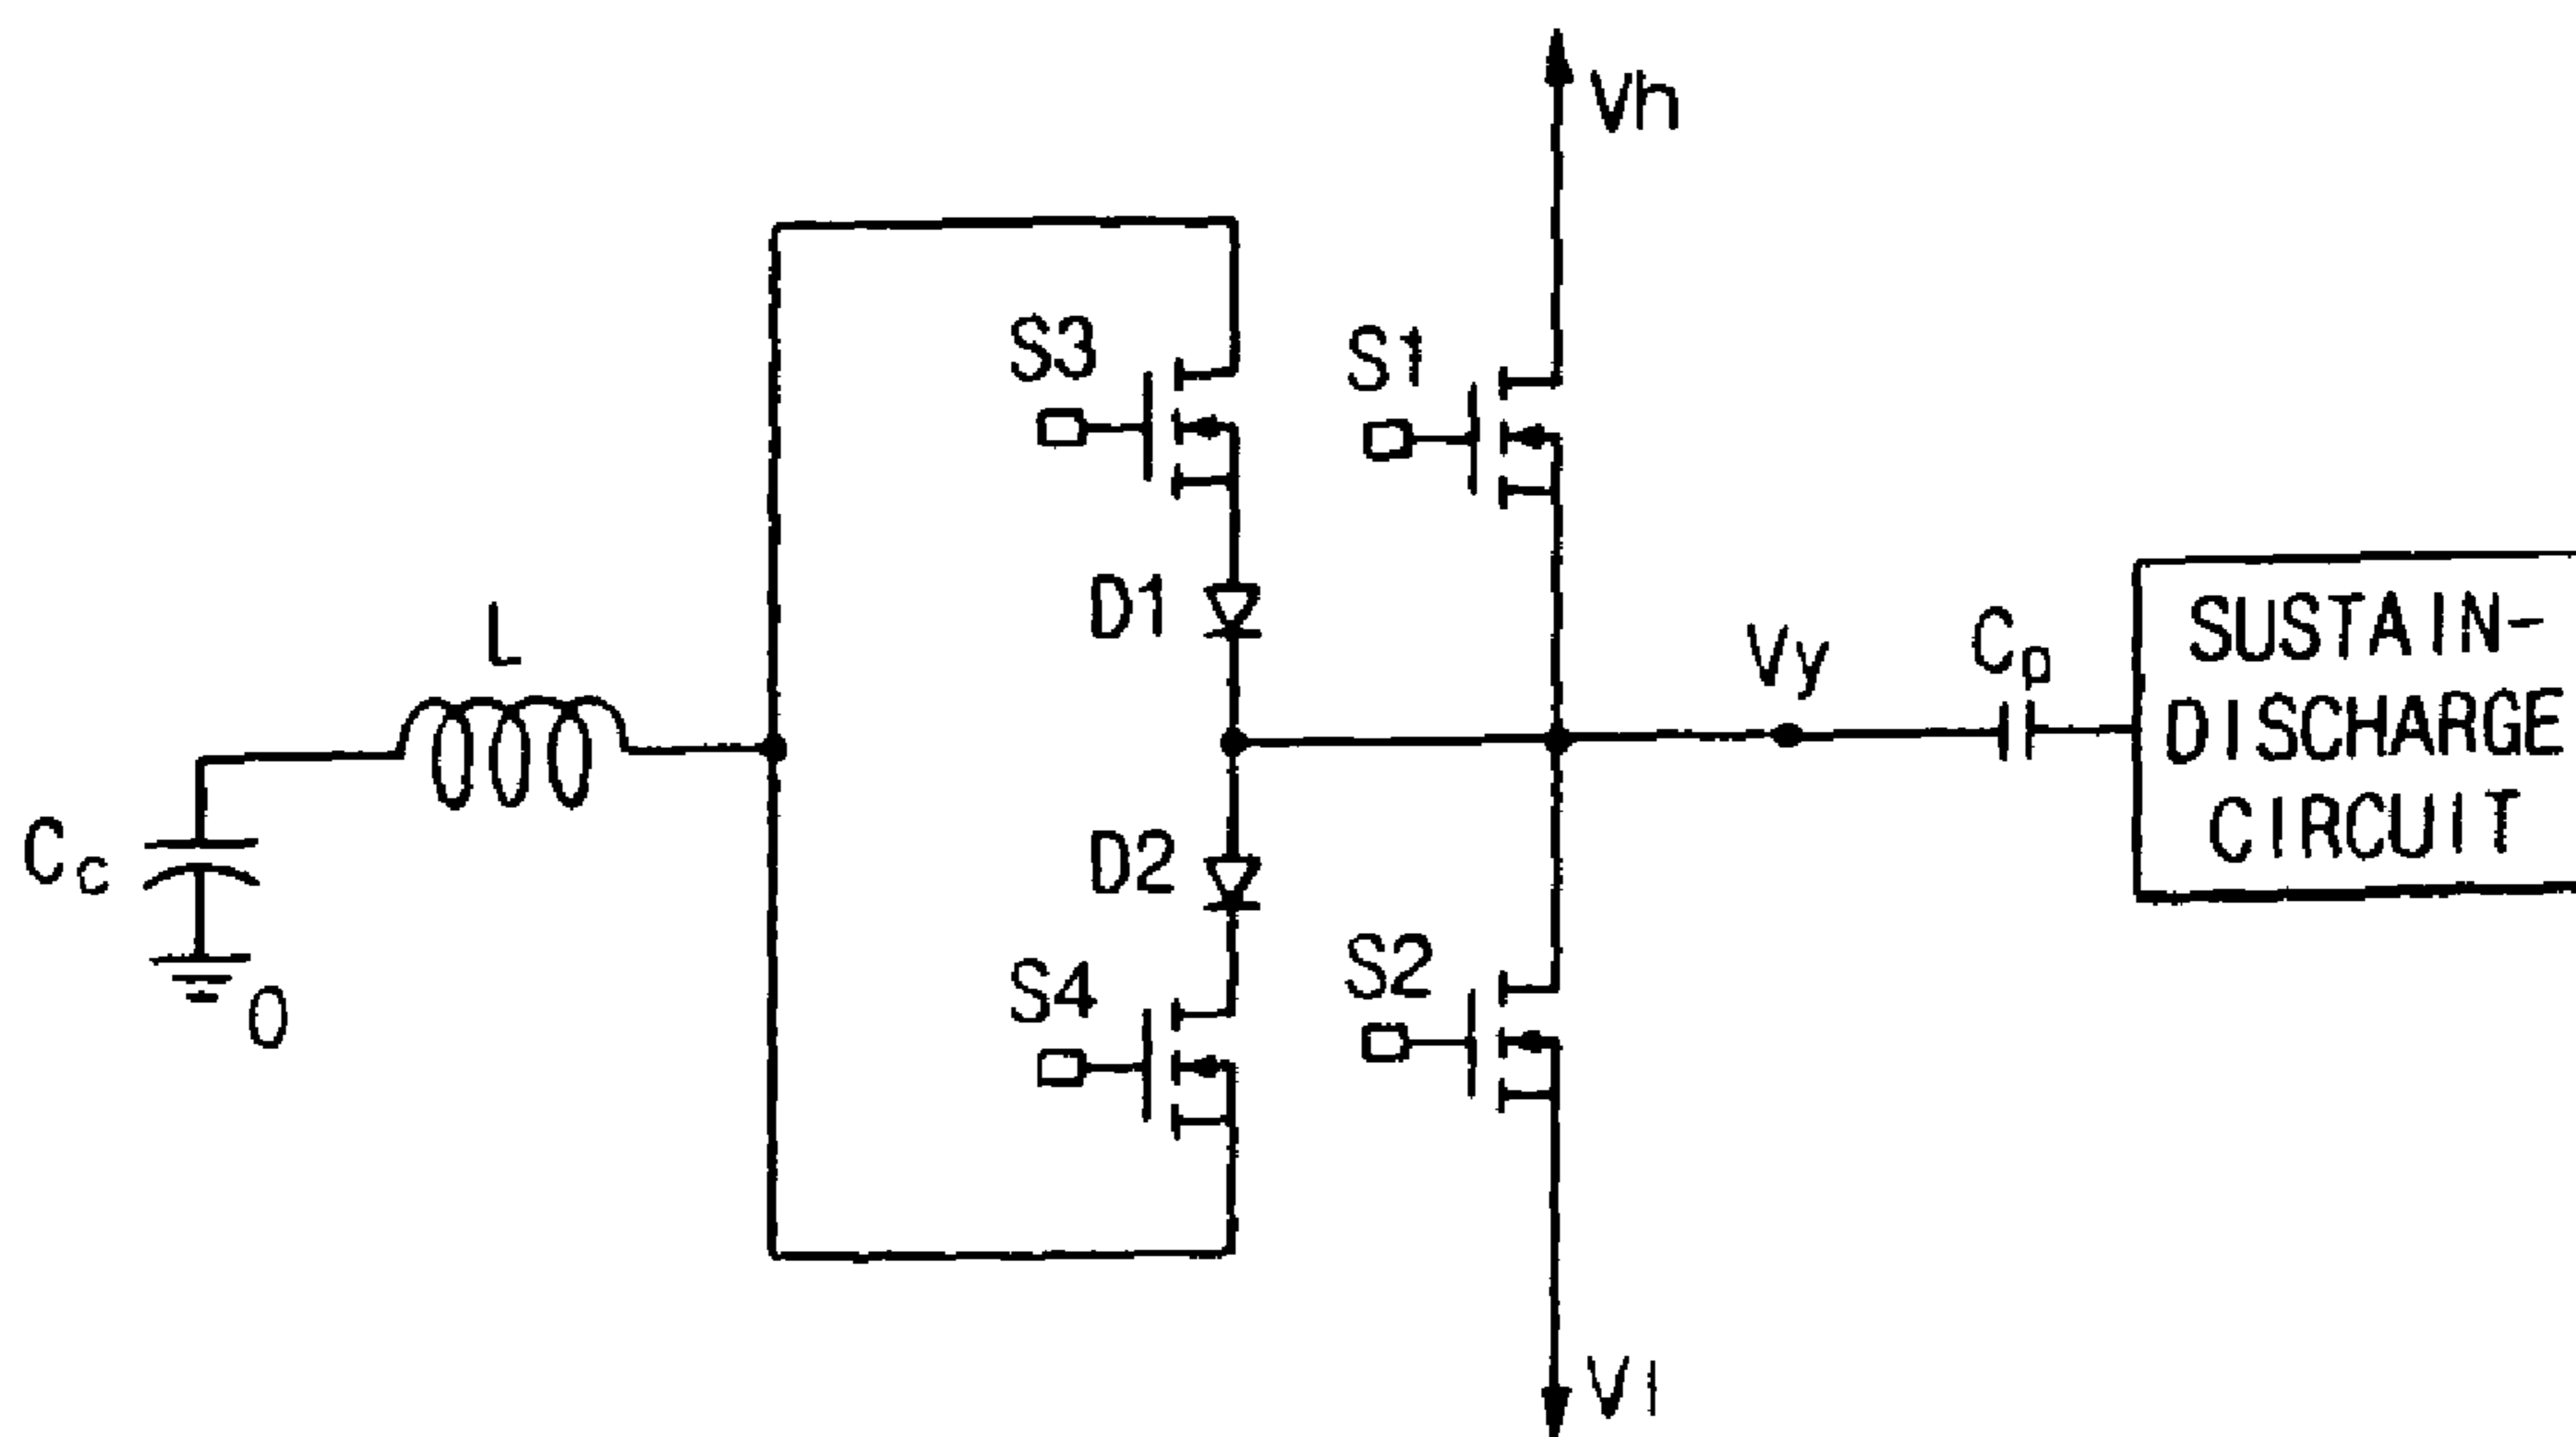 Vh
S3
S1
D1
L
Vy
Cp
SUSTAIN-
DISCHARGE
CIRCUIT
Cc
D2
S2
S4
0
Vl